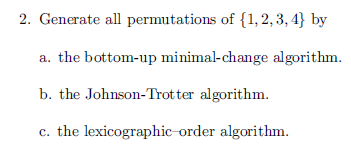 2. Generate all permutations of {1, 2, 3, 4} by
a. the bottom-up minimal-change algorithm.
b. the Johnson-Trotter algorithm.
c. the lexicographic–order algorithm.